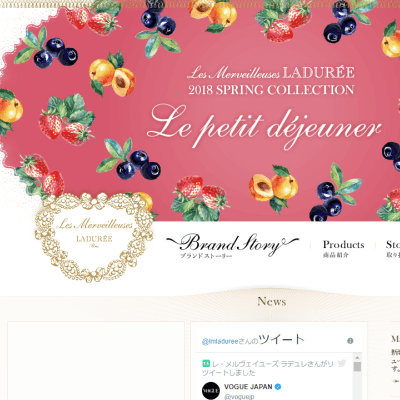 Les Merveilleuses LADURÉE
2018 SPRING COLLECTION
Le petit déjeuner
Les Merveilleuses
LADURÉE
Brand Story
ブランドストーリー
Products
商品紹介
Sto
取り
News
@lmladureeさんのツイート
レ・メルヴェイユーズ ラデュレさんがリ
ツイートしました
VOGUE JAPAN
VOGUE
@voguejp